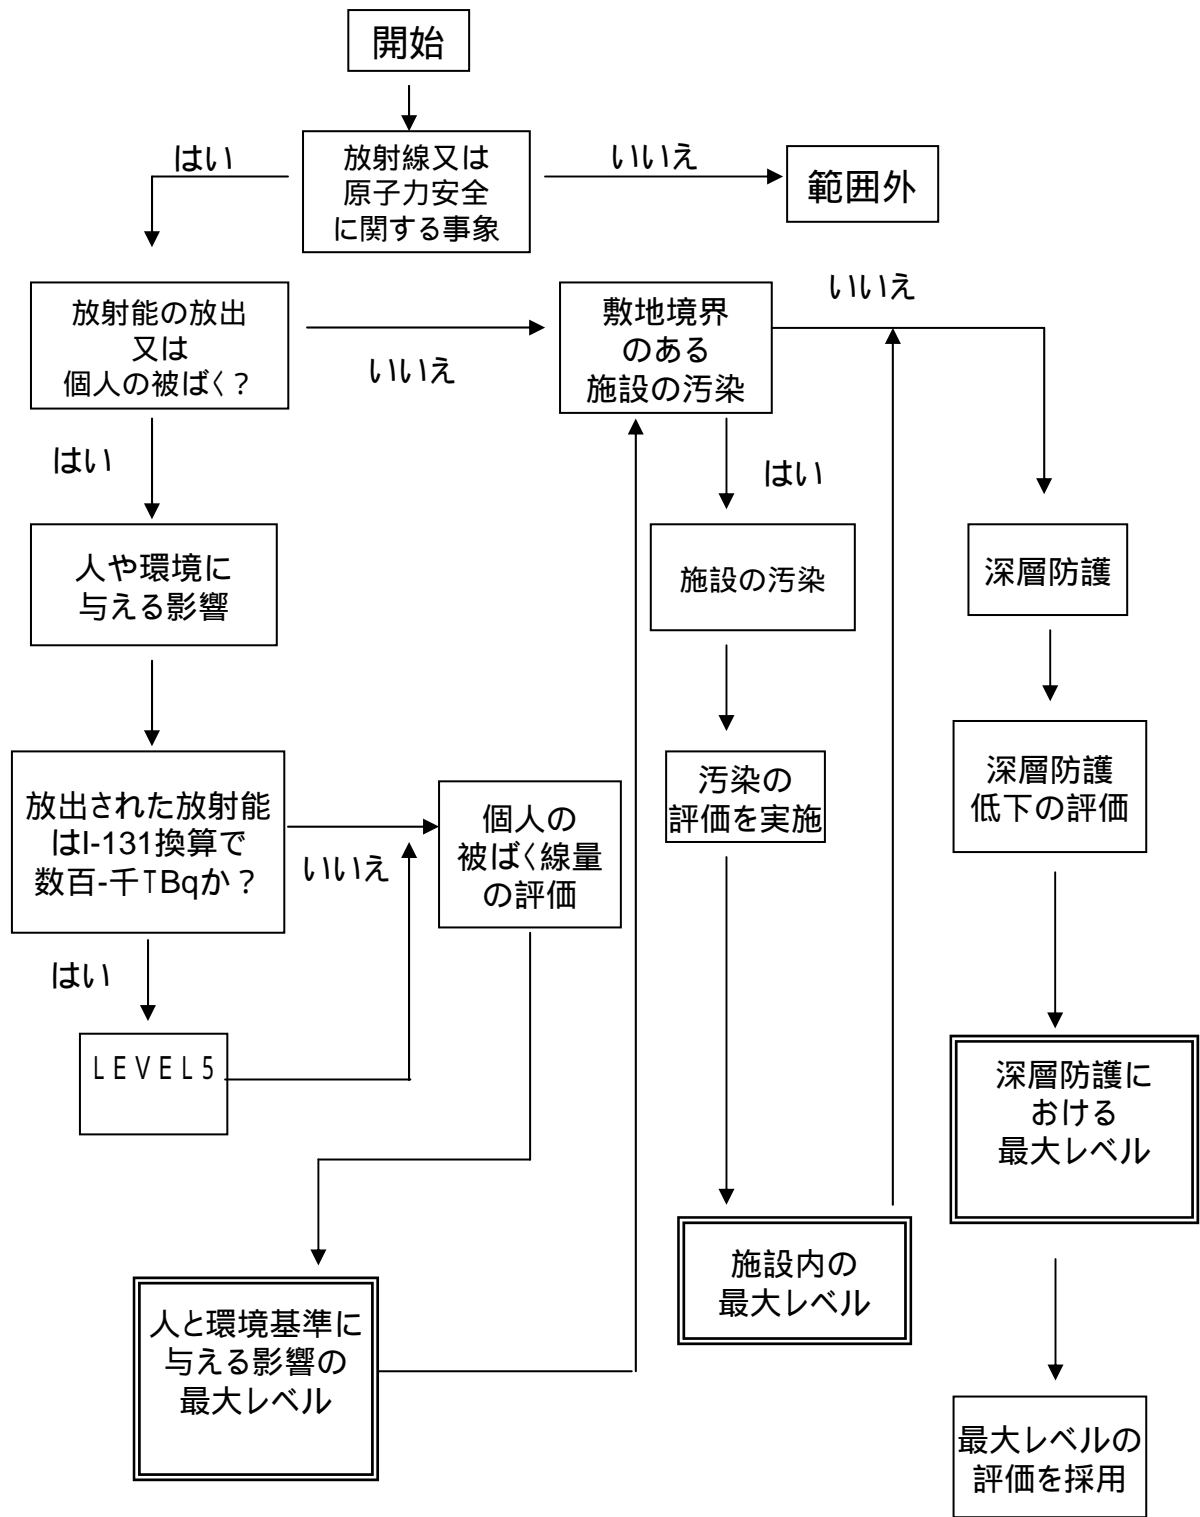 開始
はい
放射線又は
原子力安全
に関する事象
いいえ
範囲外
放射能の放出
又は
個人の被ばく?
いいえ
敷地境界
のある
施設の汚染
いいえ
はい
はい
人や環境に
与える影響
施設の汚染
深層防護
放出された放射能
はI-131換算で
数百-千TBqか?
いいえ
個人の
被ばく線量
の評価
汚染の
評価を実施
深層防護
低下の評価
はい
LEVEL5
深層防護に
おける
最大レベル
施設内の
最大レベル
人と環境基準に
与える影響の
最大レベル
最大レベルの
評価を採用